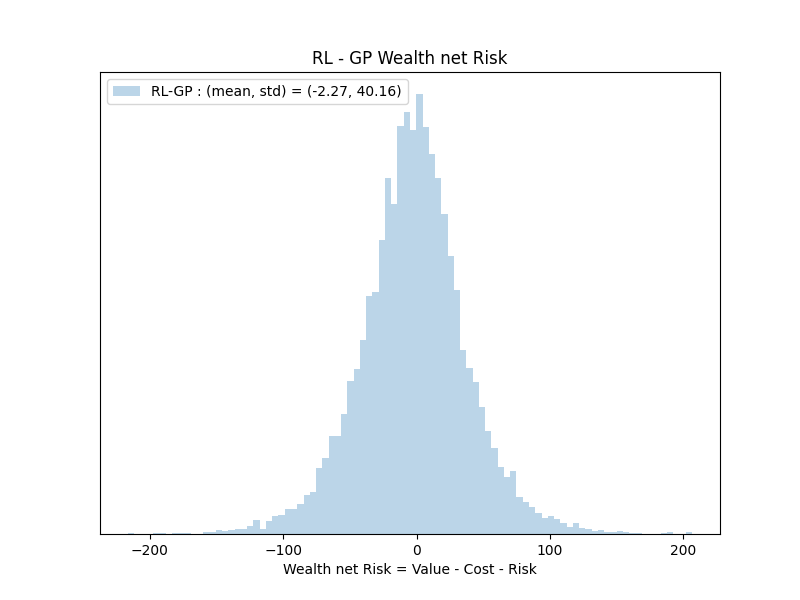 RL - GP Wealth net Risk
RL-GP : (mean, std) = (-2.27, 40.16)
−200 −100 0 100 200
Wealth net Risk = Value - Cost - Risk